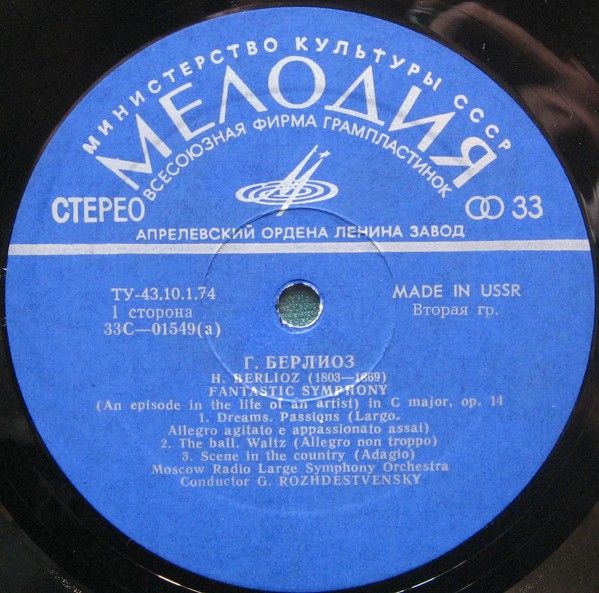 МИНИСТЕРСТВО КУЛЬТУРЫ СССР
МЕЛОДИЯ
ВСЕСОЮЗНАЯ ФИРМА ГРАМПЛАСТИНОК
СТЕРЕО
33
АПРЕЛЕВСКИЙ ОРДЕНА ЛЕНИНА ЗАВОД
ТУ-43.10.1.74
1 сторона
33С—01549(а)
MADE IN USSR
Вторая гр.
Г. БЕРЛИОЗ
H. BERLIOZ (1803—1869)
FANTASTIC SYMPHONY
(An episode in the life of an artist) in C major, op. 14
1. Dreams. Passions (Largo.
Allegro agitato e appassionato assai)
2. The ball. Waltz (Allegro non troppo)
3. Scene in the country (Adagio)
Moscow Radio Large Symphony Orchestra
Conductor G. ROZHDESTVENSKY